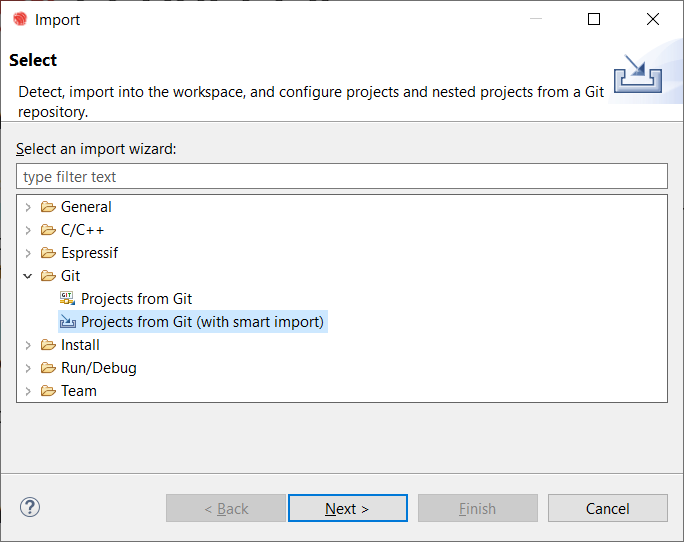 Import
Select
Detect, import into the workspace, and configure projects and nested projects from a Git
repository.
Select an import wizard:
type filter text
General
C/C++
Espressif
Git
GIT
Projects from Git
Projects from Git (with smart import)
Install
Run/Debug
Team
?
< Back
Next >
Finish
Cancel